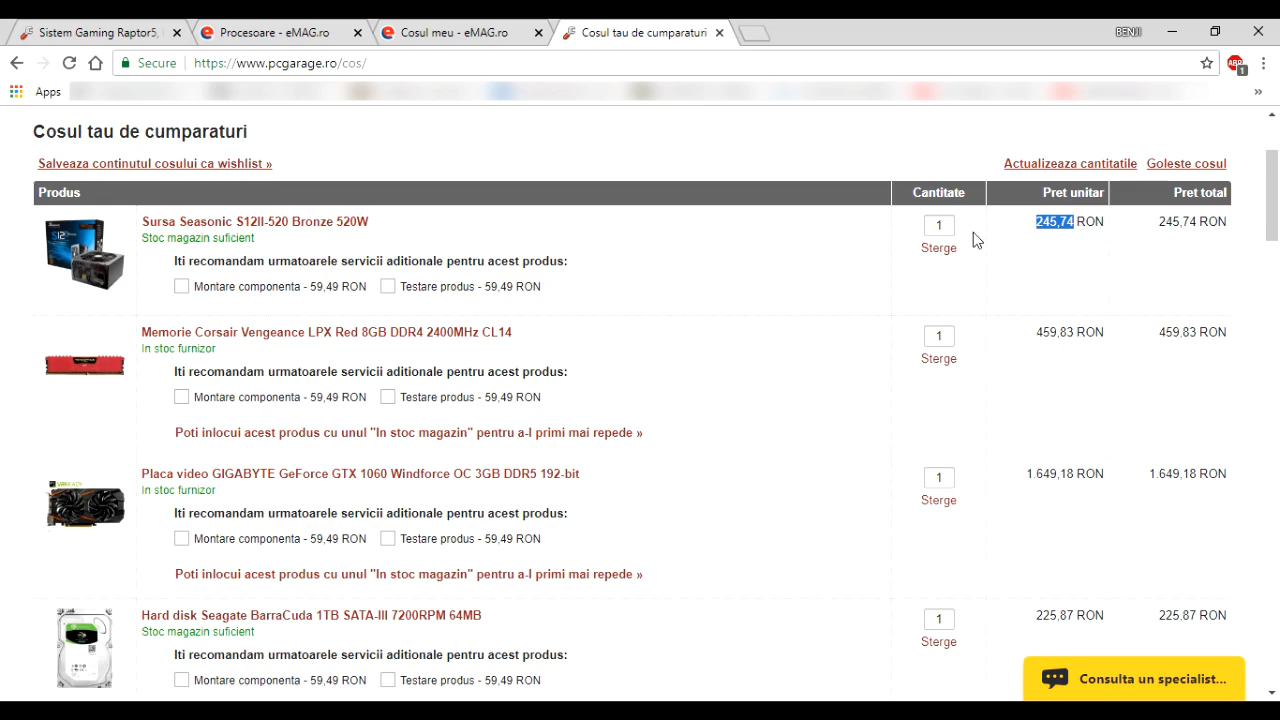 Sistem Gaming Raptor5,
Procesoare - eMAG.ro
Cosul meu - eMAG.ro
Cosul tau de cumparaturi
BENJI
Secure
https://www.pcgarage.ro/cos/
ABP
1
Apps
»
Cosul tau de cumparaturi
Salveaza continutul cosului ca wishlist »
Actualizeaza cantitatile
Goleste cosul
Produs
Cantitate
Pret unitar
Pret total
Sursa Seasonic S12II-520 Bronze 520W
1
245,74 RON
245,74 RON
Stoc magazin suficient
Sterge
Iti recomandam urmatoarele servicii aditionale pentru acest produs:
Montare componenta - 59,49 RON
Testare produs - 59,49 RON
Memorie Corsair Vengeance LPX Red 8GB DDR4 2400MHz CL14
1
459,83 RON
459,83 RON
In stoc furnizor
Sterge
Iti recomandam urmatoarele servicii aditionale pentru acest produs:
Montare componenta - 59,49 RON
Testare produs - 59,49 RON
Poti inlocui acest produs cu unul "In stoc magazin" pentru a-l primi mai repede »
Placa video GIGABYTE GeForce GTX 1060 Windforce OC 3GB DDR5 192-bit
1
1.649,18 RON
1.649,18 RON
In stoc furnizor
Sterge
Iti recomandam urmatoarele servicii aditionale pentru acest produs:
Montare componenta - 59,49 RON
Testare produs - 59,49 RON
Poti inlocui acest produs cu unul "In stoc magazin" pentru a-l primi mai repede »
Hard disk Seagate BarraCuda 1TB SATA-III 7200RPM 64MB
1
225,87 RON
225,87 RON
Stoc magazin suficient
Sterge
Iti recomandam urmatoarele servicii aditionale pentru acest produs:
Montare componenta - 59,49 RON
Testare produs - 59,49 RON
Consulta un specialist...